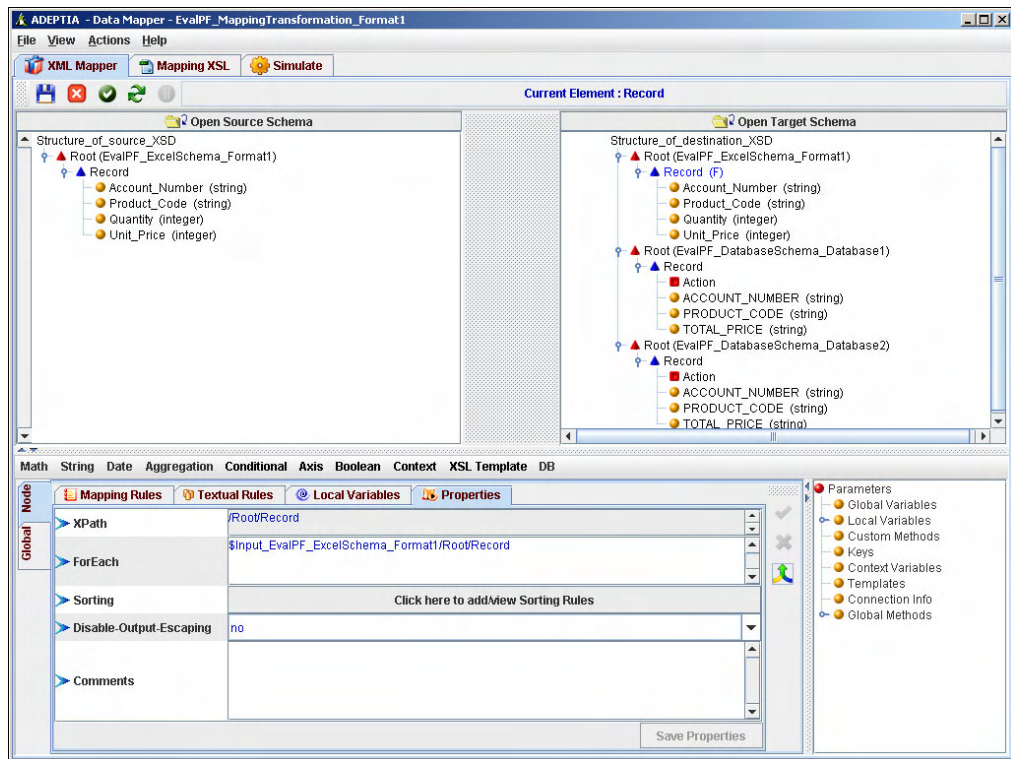 ADEPTIA - Data Mapper - EvalPF_MappingTransformation_Format1
File View Actions Help
XML Mapper Mapping XSL Simulate
Current Element : Record
Open Source Schema
Structure_of_source_XSD
Root (EvalPF_ExcelSchema_Format1)
Record
Account_Number (string)
Product_Code (string)
Quantity (integer)
Unit_Price (integer)
Open Target Schema
Structure_of_destination_XSD
Root (EvalPF_ExcelSchema_Format1)
Record (F)
Account_Number (string)
Product_Code (string)
Quantity (integer)
Unit_Price (integer)
Root (EvalPF_DatabaseSchema_Database1)
Record
Action
ACCOUNT_NUMBER (string)
PRODUCT_CODE (string)
TOTAL_PRICE (string)
Root (EvalPF_DatabaseSchema_Database2)
Record
Action
ACCOUNT_NUMBER (string)
PRODUCT_CODE (string)
TOTAL_PRICE (string)
Math String Date Aggregation Conditional Axis Boolean Context XSL Template DB
Node
Global
Mapping Rules Textual Rules Local Variables Properties
XPath /Root/Record
ForEach $Input_EvalPF_ExcelSchema_Format1/Root/Record
Sorting Click here to add/view Sorting Rules
Disable-Output-Escaping no
Comments
Save Properties
Parameters
Global Variables
Local Variables
Custom Methods
Keys
Context Variables
Templates
Connection Info
Global Methods